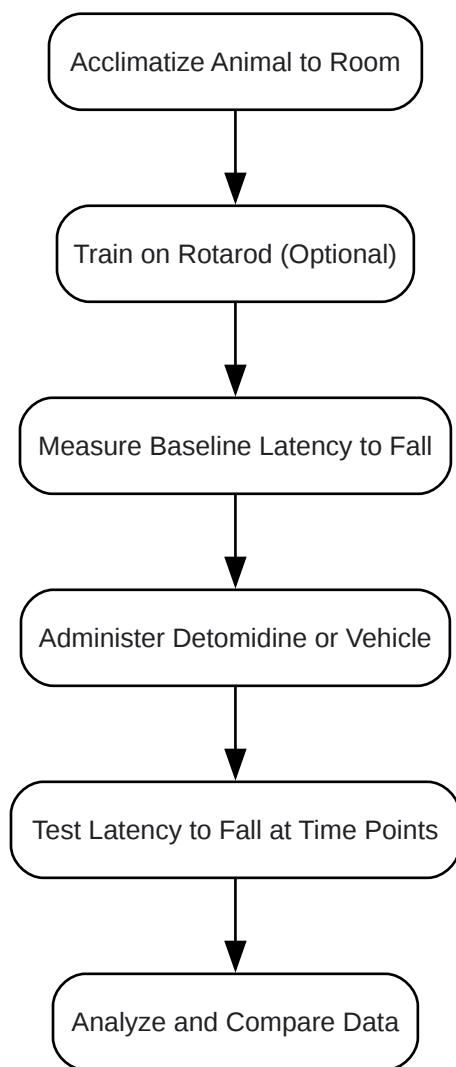 Acclimatize Animal to Room
Train on Rotarod (Optional)
Measure Baseline Latency to Fall
Administer Detomidine or Vehicle
Test Latency to Fall at Time Points
Analyze and Compare Data